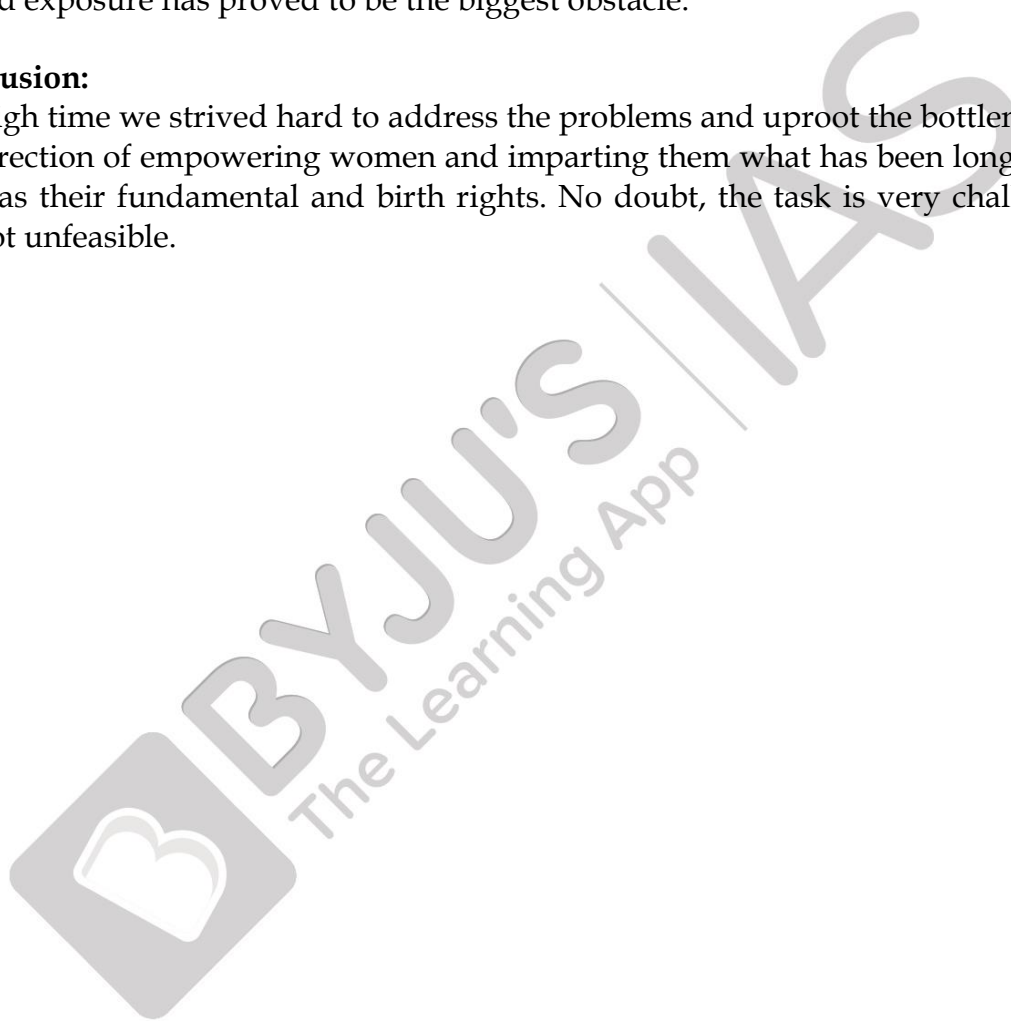 d exposure has proved to be the biggest obstacle.
usion:
gh time we strived hard to address the problems and uproot the bottlen
rection of empowering women and imparting them what has been long
as their fundamental and birth rights. No doubt, the task is very chal
ot unfeasible.
BYJU'S IAS
The Learning App